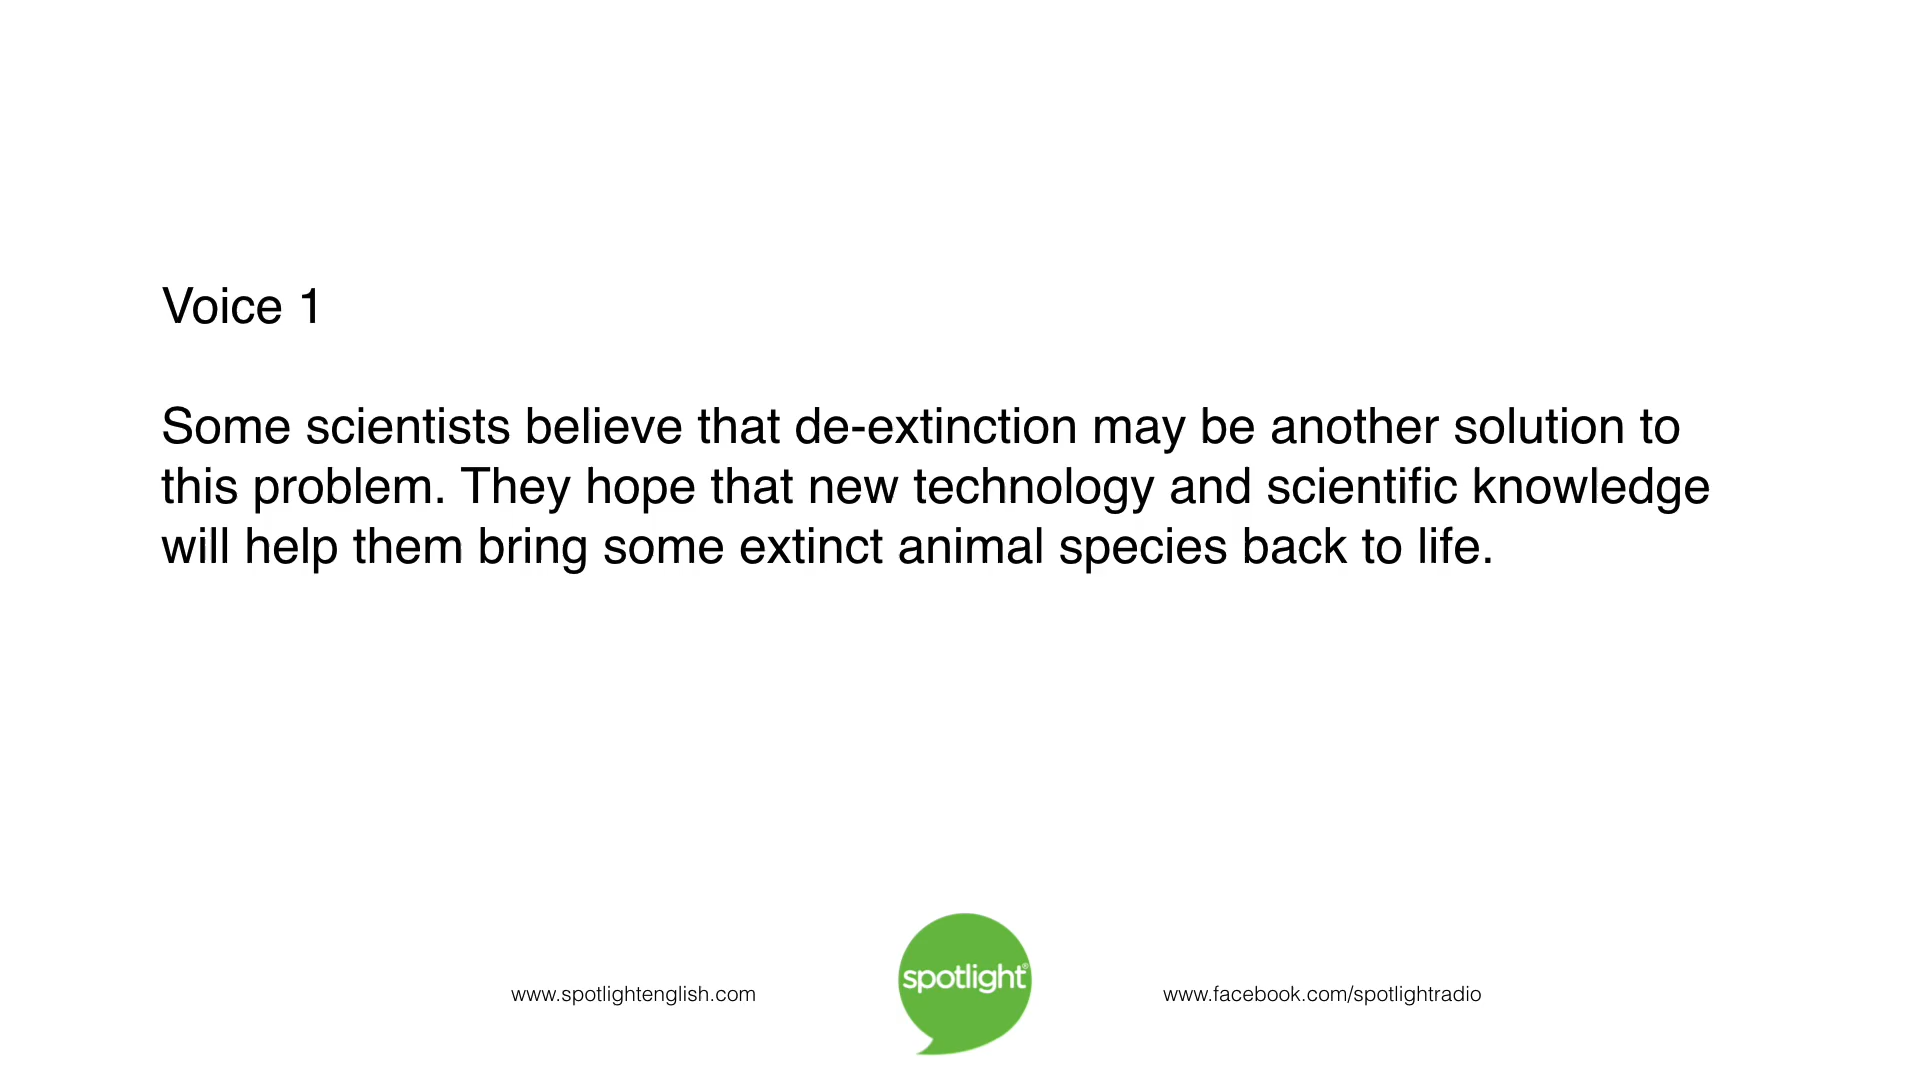 Voice 1
Some scientists believe that de-extinction may be another solution to
this problem. They hope that new technology and scientific knowledge
will help them bring some extinct animal species back to life.
www.spotlightenglish.com
spotlight®
www.facebook.com/spotlightradio